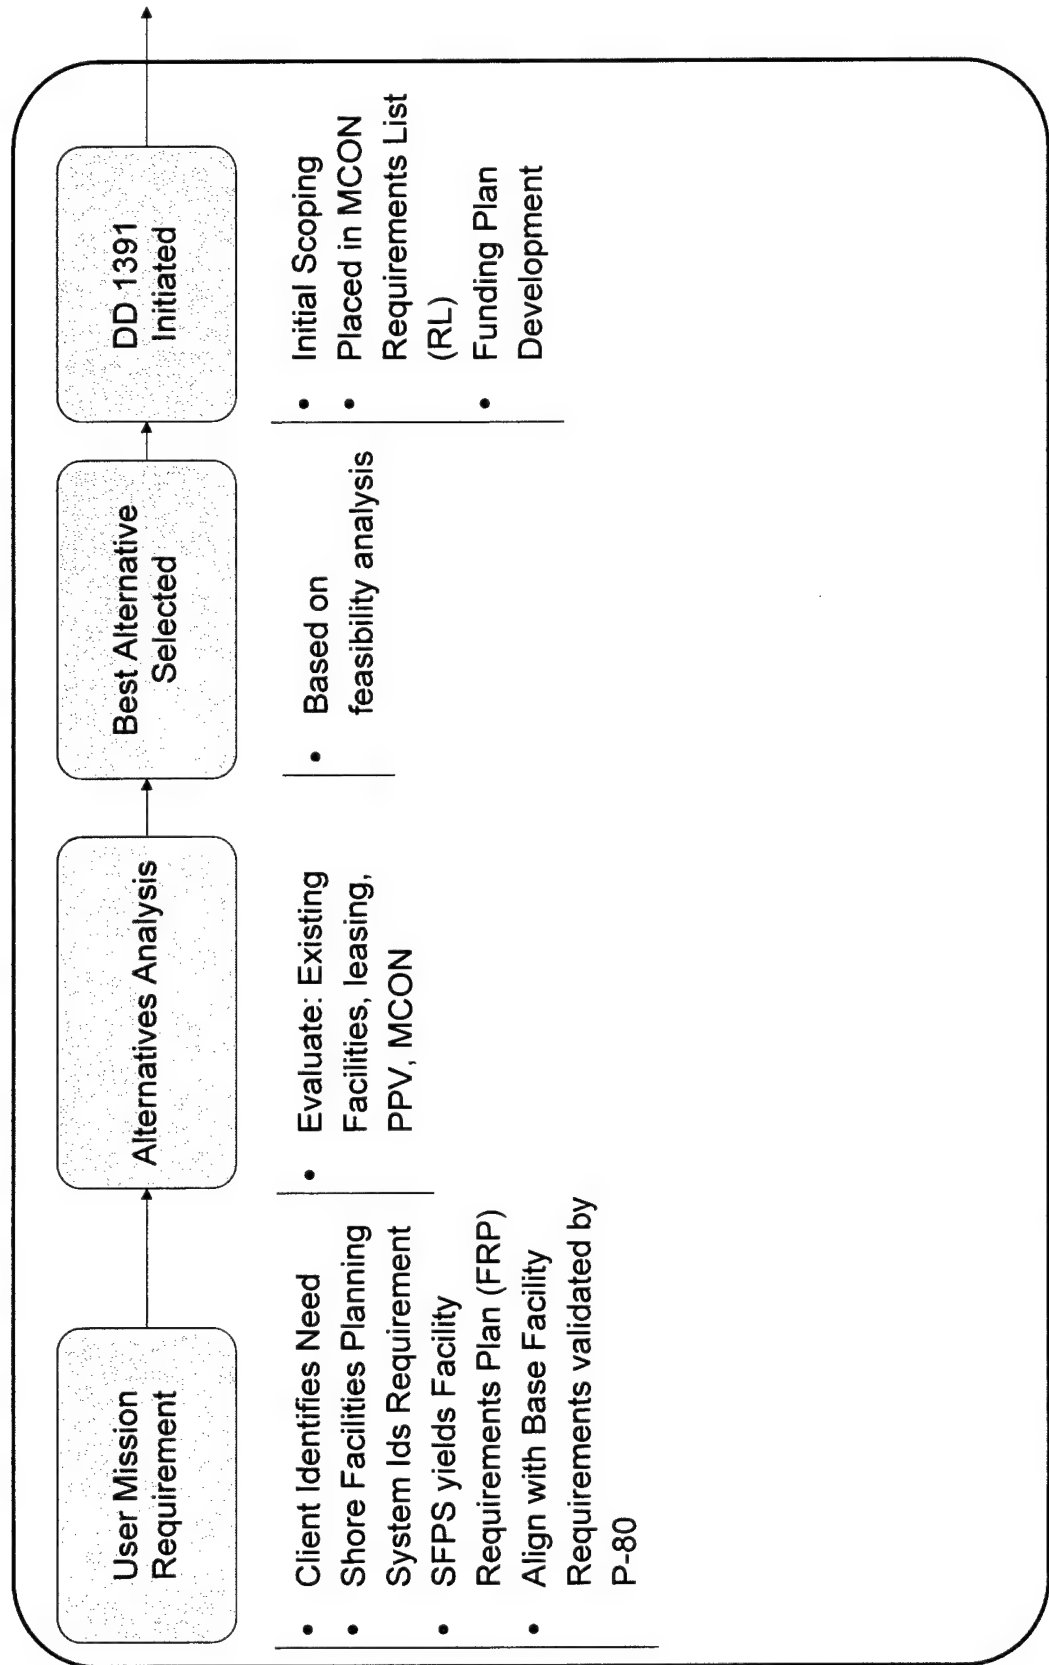 User Mission
Requirement
Client Identifies Need
Shore Facilities Planning
System Ids Requirement
SFPS yields Facility
Requirements Plan (FRP)
Align with Base Facility
Requirements validated by
P-80
Alternatives Analysis
Evaluate: Existing
Facilities, leasing,
PPV, MCON
Best Alternative
Selected
Based on
feasibility analysis
DD 1391
Initiated
Initial Scoping
Placed in MCON
Requirements List
(RL)
Funding Plan
Development